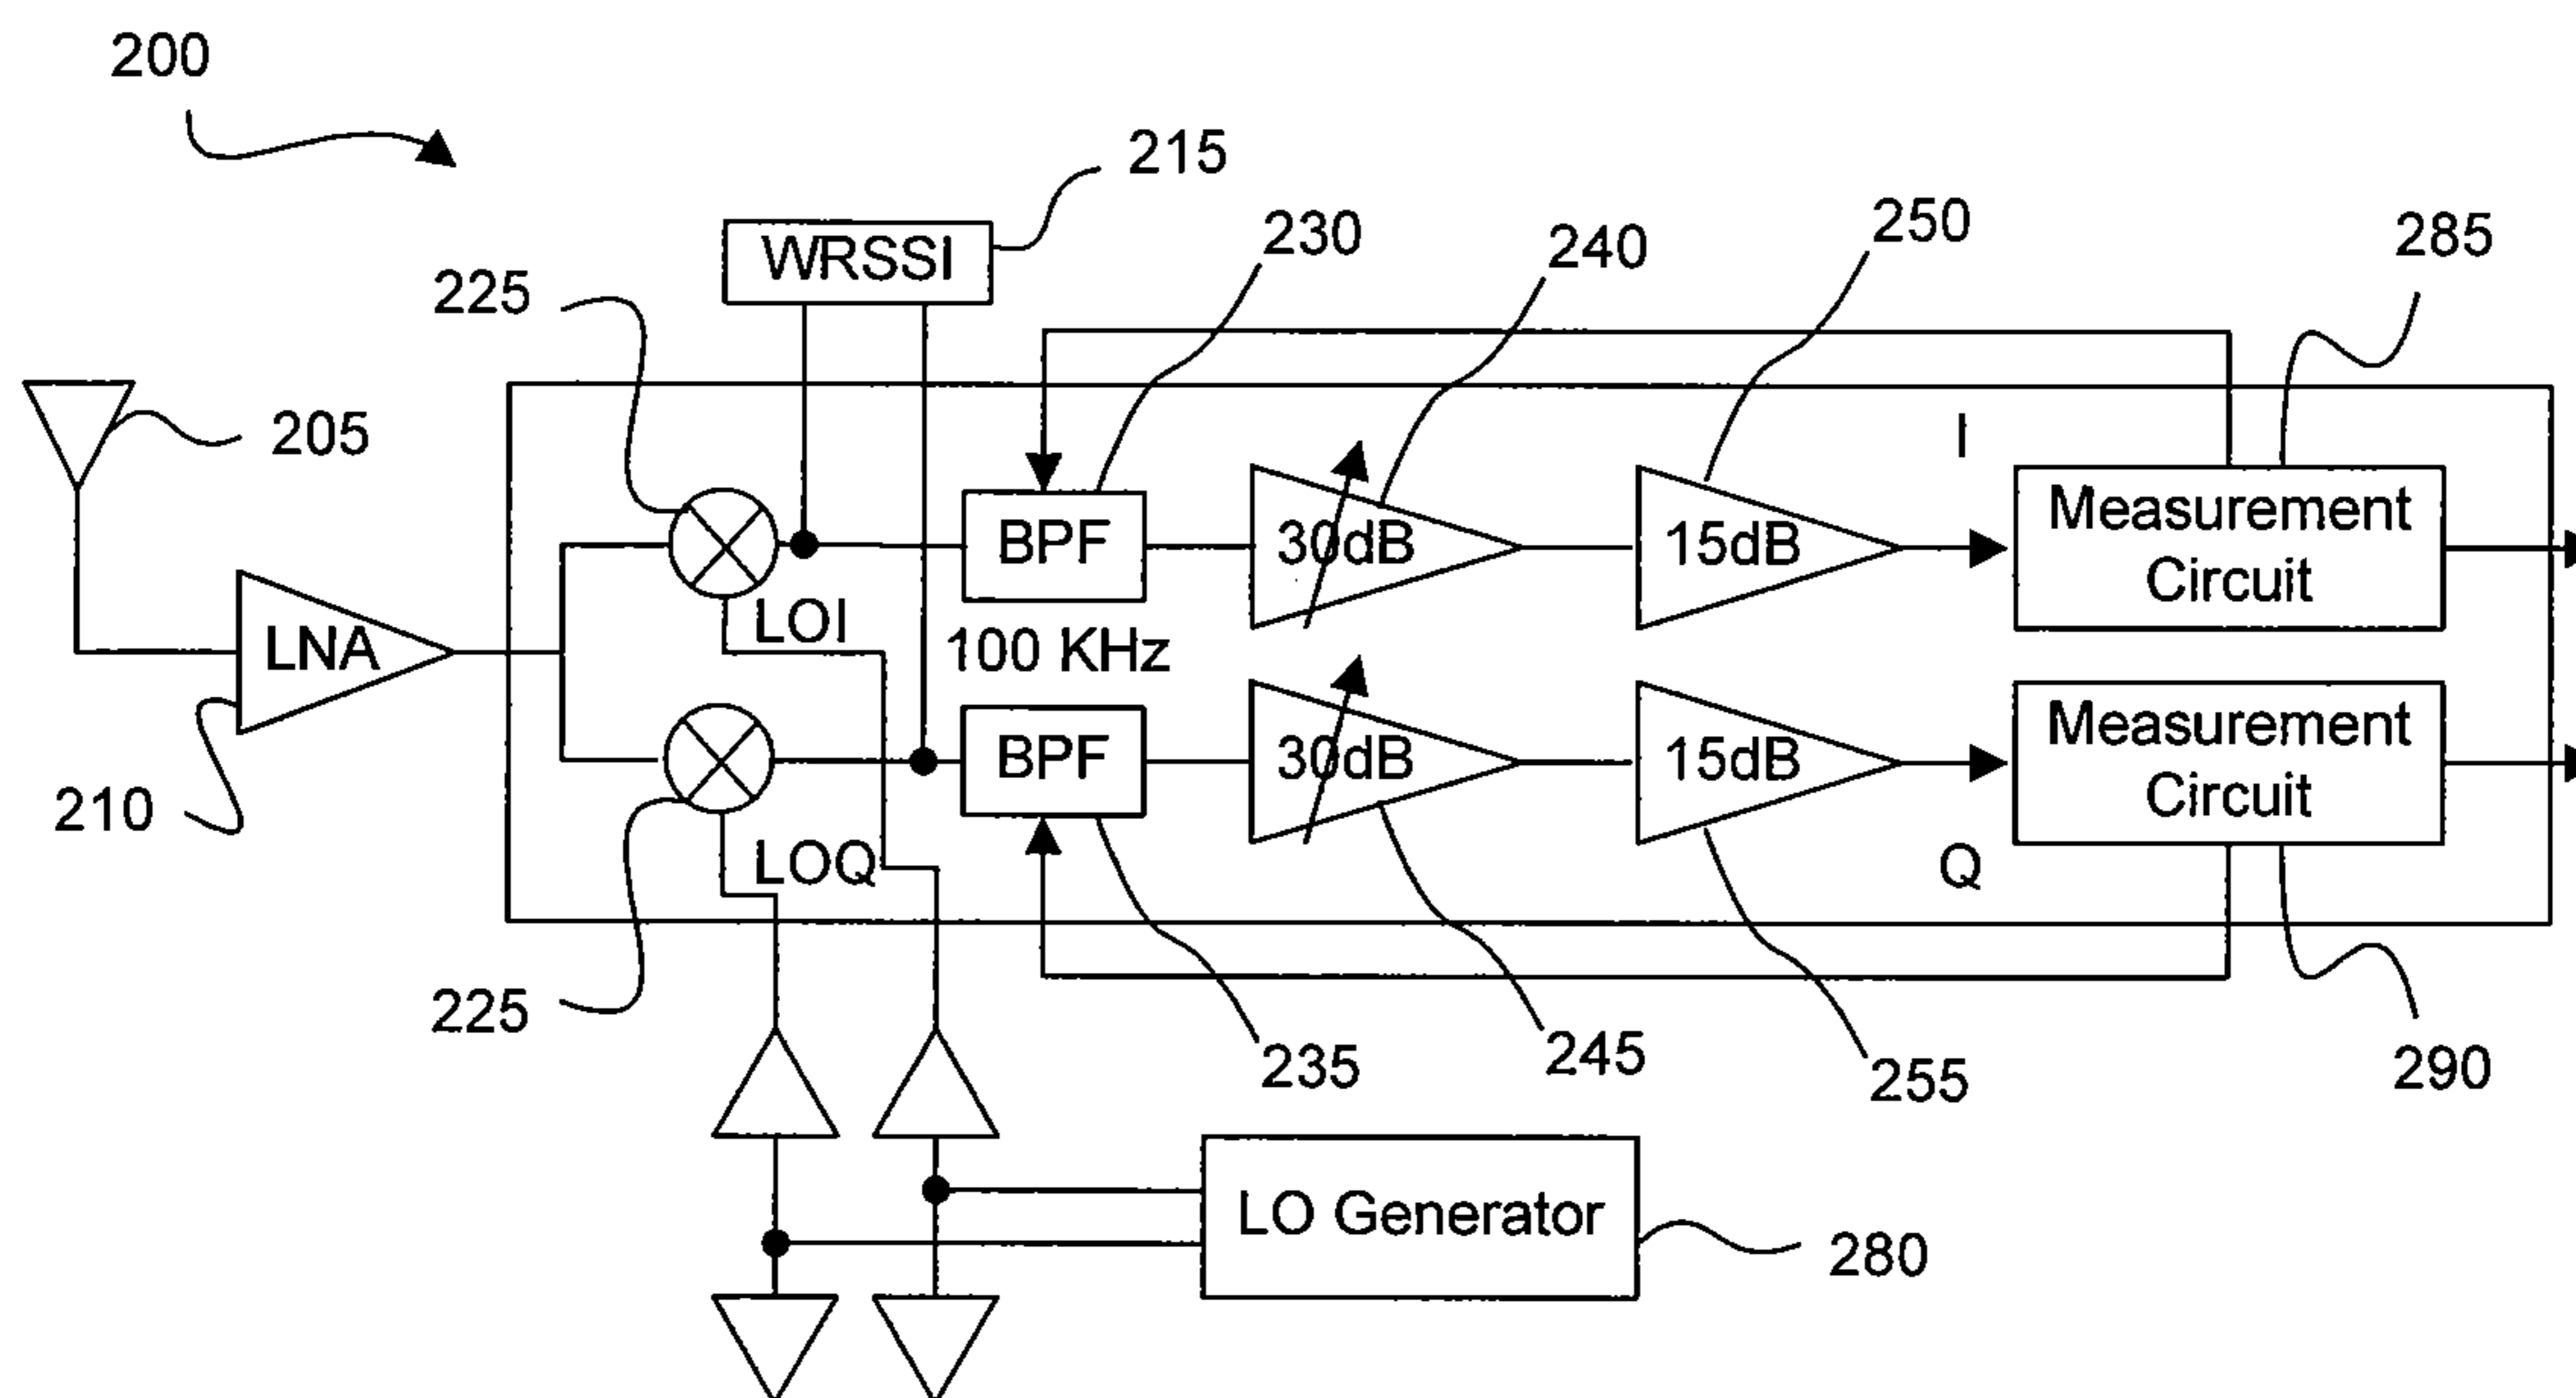 200
215
WRSSI
230
240
250
285
225
205
I
BPF
30dB
15dB
Measurement
Circuit
LOI
LNA
100 KHz
BPF
30dB
15dB
Measurement
Circuit
210
LOQ
Q
225
235
245
255
290
LO Generator
280